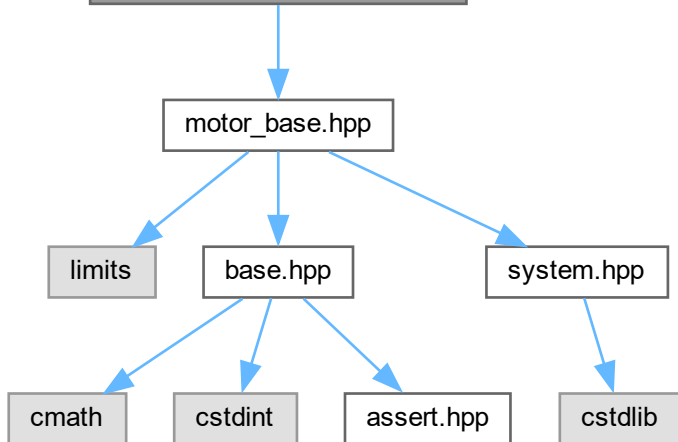 motor_base.hpp
limits
base.hpp
system.hpp
cmath
cstdint
assert.hpp
cstdlib